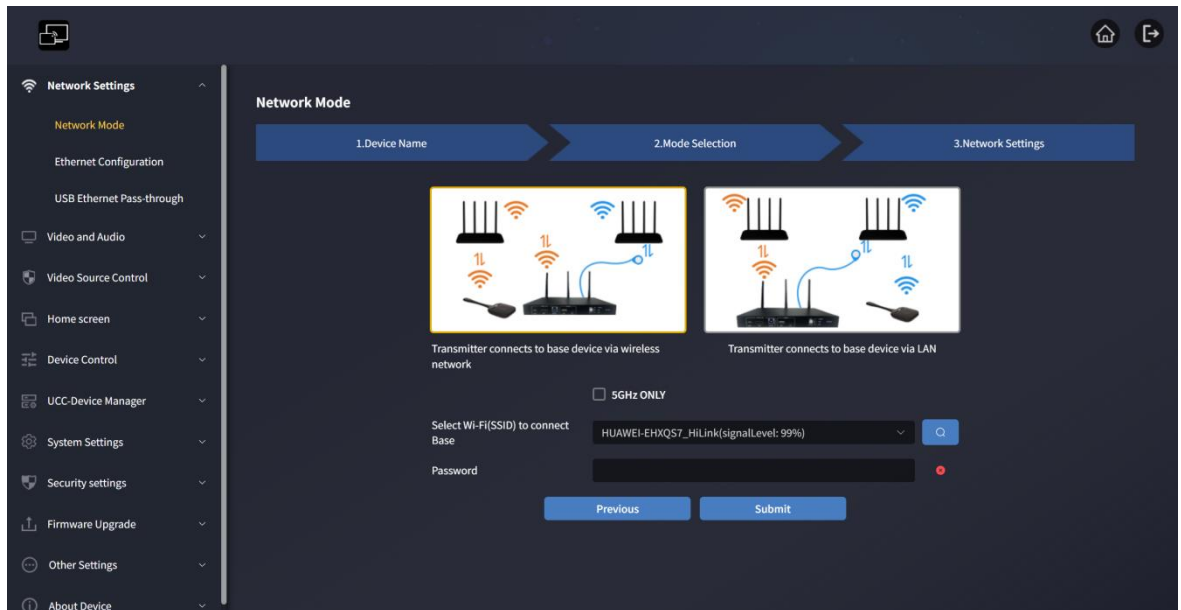 Network Settings
Network Mode
Ethernet Configuration
USB Ethernet Pass-through
Video and Audio
Video Source Control
Home screen
Device Control
UCC-Device Manager
System Settings
Security settings
Firmware Upgrade
Other Settings
About Device
Network Mode
1.Device Name
2.Mode Selection
3.Network Settings
Transmitter connects to base device via wireless
network
Transmitter connects to base device via LAN
5GHz ONLY
Select Wi-Fi(SSID) to connect
Base
HUAWEI-EHXQS7_HiLink(signalLevel: 99%)
Password
Previous
Submit